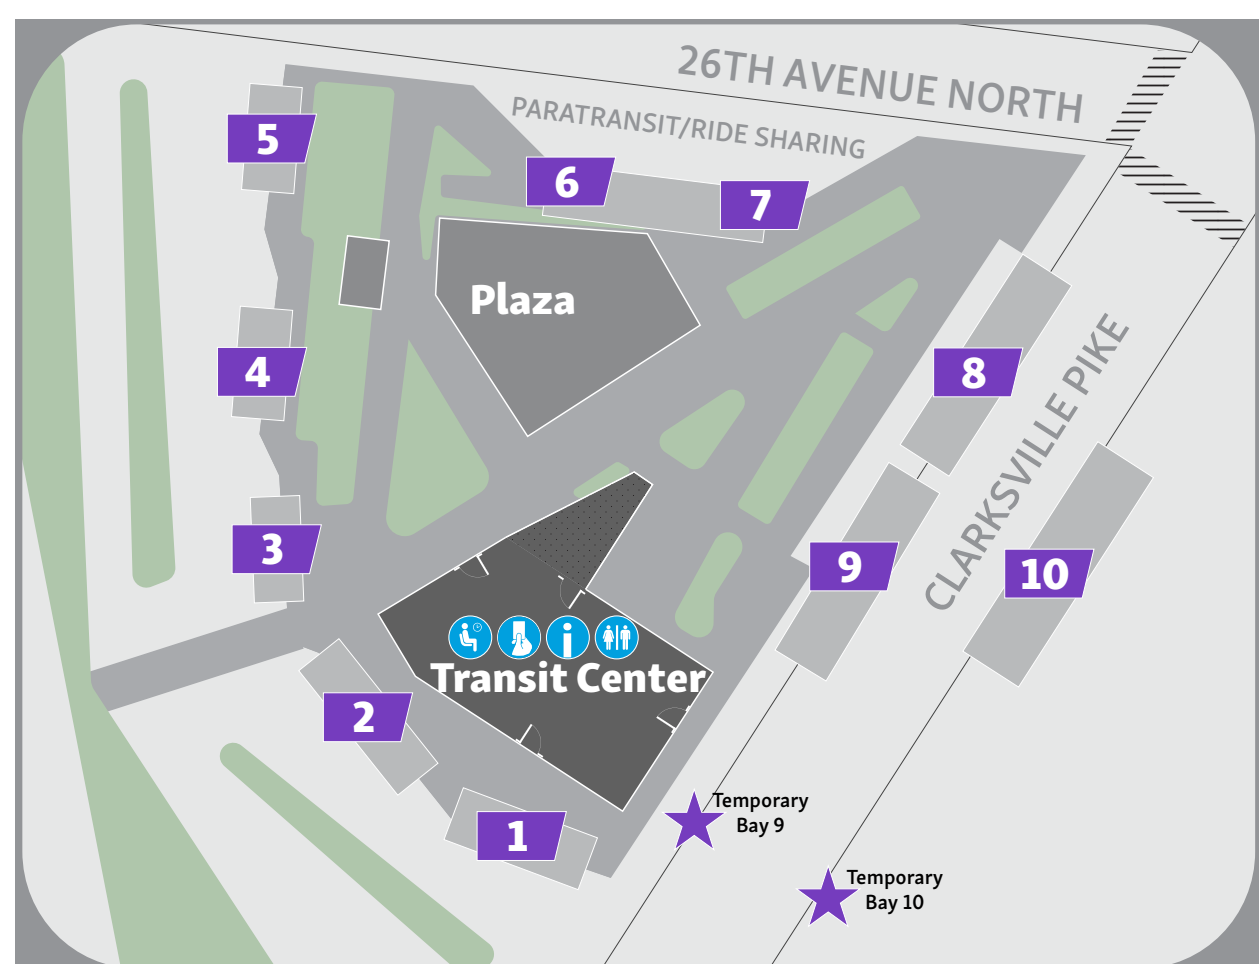 26TH AVENUE NORTH
PARATRANSIT/RIDE SHARING
5
6
7
Plaza
4
8
CLARKSVILLE PIKE
3
9
10
Transit Center
2
1
Temporary
Bay 9
Temporary
Bay 10